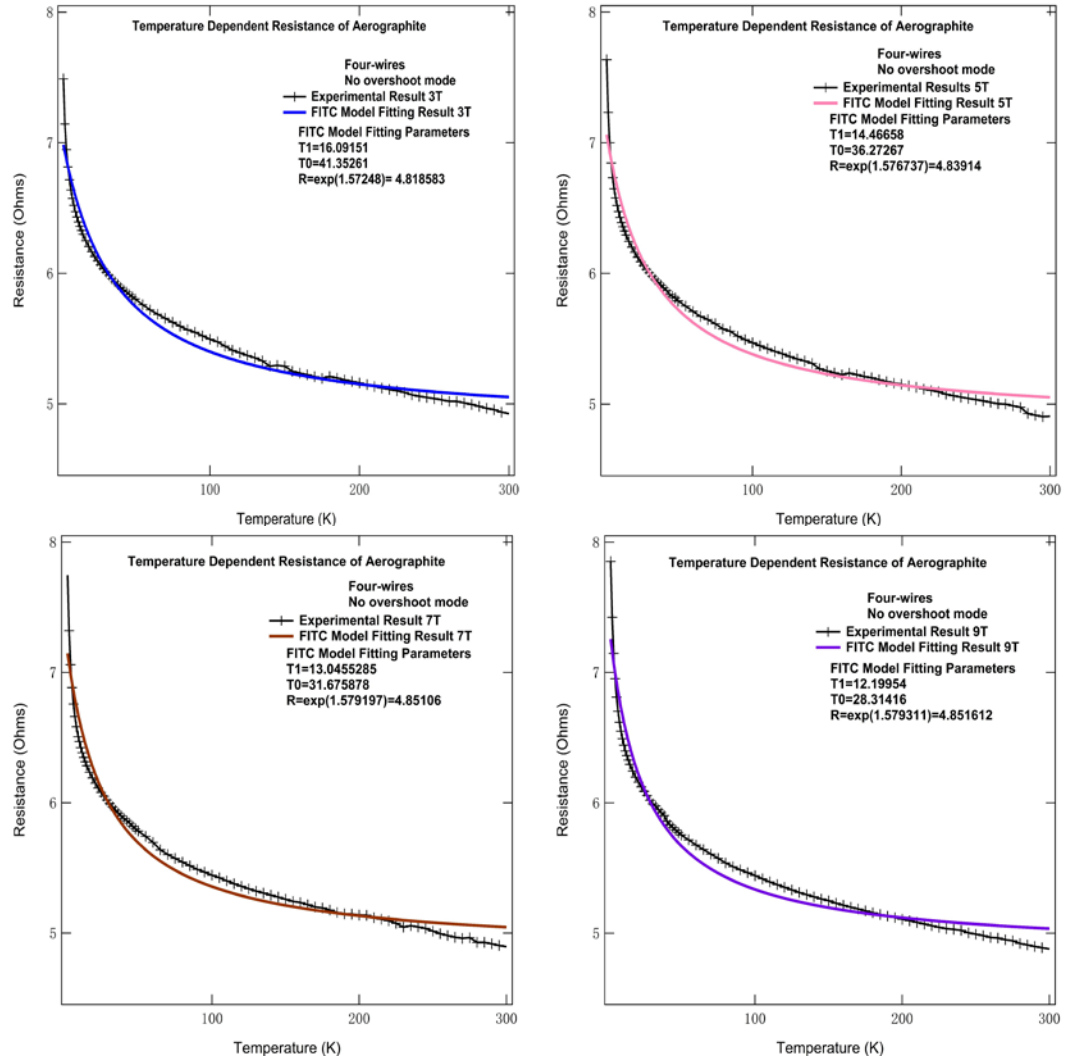 8
Temperature Dependent Resistance of Aerographite
Four-wires
No overshoot mode
Experimental Result 3T
FITC Model Fitting Result 3T
FITC Model Fitting Parameters
T1=16.09151
T0=41.35261
R=exp(1.57248)= 4.818583
7
Resistance (Ohms)
6
5
100
200
300
Temperature (K)
8
Temperature Dependent Resistance of Aerographite
Four-wires
No overshoot mode
Experimental Results 5T
FITC Model Fitting Result 5T
FITC Model Fitting Parameters
T1=14.46658
T0=36.27267
R=exp(1.576737)=4.83914
7
Resistance (Ohms)
6
5
100
200
300
Temperature (K)
8
Temperature Dependent Resistance of Aerographite
Four-wires
No overshoot mode
Experimental Result 7T
FITC Model Fitting Result 7T
FITC Model Fitting Parameters
T1=13.0455285
T0=31.675878
R=exp(1.579197)=4.85106
7
Resistance (Ohms)
6
5
100
200
300
Temperature (K)
8
Temperature Dependent Resistance of Aerographite
Four-wires
No overshoot mode
Experimental Result 9T
FITC Model Fitting Result 9T
FITC Model Fitting Parameters
T1=12.19954
T0=28.31416
R=exp(1.579311)=4.851612
7
Resistance (Ohms)
6
5
100
200
300
Temperature (K)